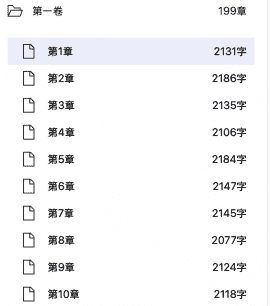 第一卷 199章
第1章 2131字
第2章 2186字
第3章 2135字
第4章 2106字
第5章 2184字
第6章 2147字
第7章 2145字
第8章 2077字
第9章 2124字
第10章 2118字